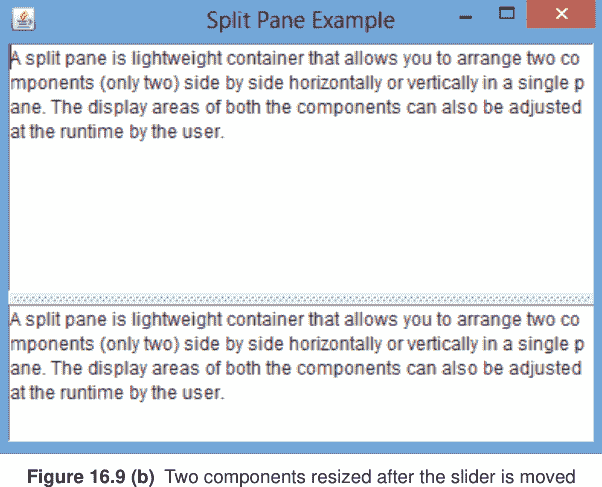 Split Pane Example
A split pane is lightweight container that allows you to arrange two co
mponents (only two) side by side horizontally or vertically in a single p
ane. The display areas of both the components can also be adjusted
at the runtime by the user.
A split pane is lightweight container that allows you to arrange two co
mponents (only two) side by side horizontally or vertically in a single p
ane. The display areas of both the components can also be adjusted
at the runtime by the user.
Figure 16.9 (b) Two components resized after the slider is moved